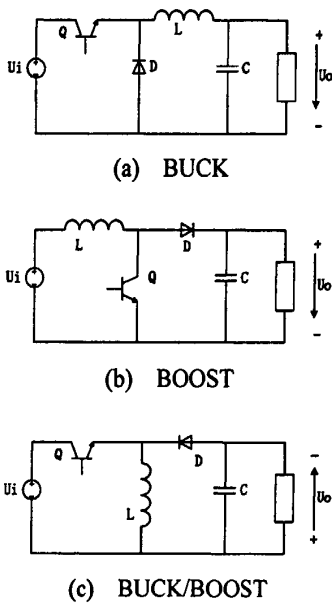 Q
L
+
Ui
D
C
Uo
-
(a) BUCK
L
D
+
Ui
Q
C
Uo
-
(b) BOOST
Q
D
-
Ui
L
C
Uo
+
(c) BUCK/BOOST